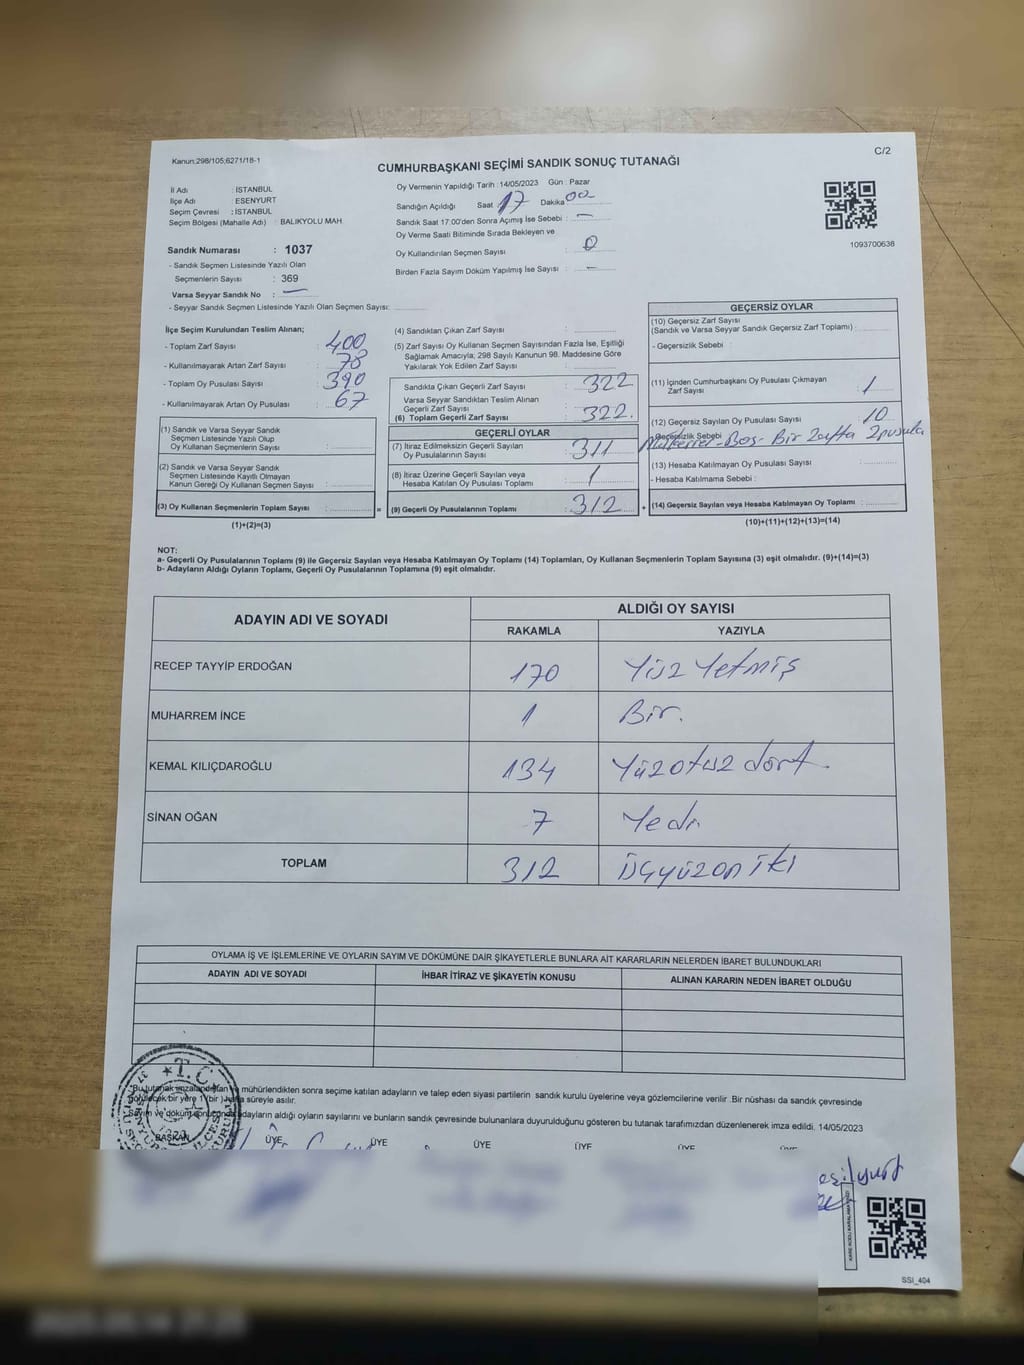 Kanun;298/105;6271/18-1
C/2
CUMHURBAŞKANI SEÇİMİ SANDIK SONUÇ TUTANAĞI
İl Adı : İSTANBUL
İlçe Adı : ESENYURT
Seçim Çevresi : İSTANBUL
Seçim Bölgesi (Mahalle Adı) : BALIKYOLU MAH.
Sandık Numarası : 1037
- Sandık Seçmen Listesinde Yazılı Olan
Seçmenlerin Sayısı : 369
Varsa Seyyar Sandık No : —
- Seyyar Sandık Seçmen Listesinde Yazılı Olan Seçmen Sayısı:
Oy Vermenin Yapıldığı Tarih :14/05/2023 Gün : Pazar
Sandığın Açıldığı Saat : 17 Dakika 00
Sandık Saat 17:00'den Sonra Açımış İse Sebebi : —
Oy Verme Saati Bitiminde Sırada Bekleyen ve
Oy Kullandırılan Seçmen Sayısı : 0
Birden Fazla Sayım Döküm Yapılmış İse Sayısı : —
1093700638
İlçe Seçim Kurulundan Teslim Alınan;
- Toplam Zarf Sayısı : 400
- Kullanılmayarak Artan Zarf Sayısı : 78
- Toplam Oy Pusulası Sayısı : 390
- Kullanılmayarak Artan Oy Pusulası : 67
(1) Sandık ve Varsa Seyyar Sandık
Seçmen Listesinde Yazılı Olup
Oy Kullanan Seçmenlerin Sayısı :
(2) Sandık ve Varsa Seyyar Sandık
Seçmen Listesinde Kayıtlı Olmayan
Kanun Gereği Oy Kullanan Seçmen Sayısı :
(3) Oy Kullanan Seçmenlerin Toplam Sayısı :
(1)+(2)=(3)
=
(4) Sandıktan Çıkan Zarf Sayısı :
(5) Zarf Sayısı Oy Kullanan Seçmen Sayısından Fazla İse, Eşitliği
Sağlamak Amacıyla; 298 Sayılı Kanunun 98. Maddesine Göre
Yakılarak Yok Edilen Zarf Sayısı :
Sandıkta Çıkan Geçerli Zarf Sayısı : 322
Varsa Seyyar Sandıktan Teslim Alınan
Geçerli Zarf Sayısı :
(6) Toplam Geçerli Zarf Sayısı : 322.
GEÇERLİ OYLAR
(7) İtiraz Edilmeksizin Geçerli Sayılan
Oy Pusulalarının Sayısı : 311
(8) İtiraz Üzerine Geçerli Sayılan veya
Hesaba Katılan Oy Pusulası Toplamı : 1
(9) Geçerli Oy Pusulalarının Toplamı : 312
+
GEÇERSİZ OYLAR
(10) Geçersiz Zarf Sayısı
(Sandık ve Varsa Seyyar Sandık Geçersiz Zarf Toplamı) :
- Geçersizlik Sebebi :
(11) İçinden Cumhurbaşkanı Oy Pusulası Çıkmayan
Zarf Sayısı : 1
(12) Geçersiz Sayılan Oy Pusulası Sayısı : 10
- Geçersizlik Sebebi Mükerrer-Boş- Bir Zarfta 2pusula
(13) Hesaba Katılmayan Oy Pusulası Sayısı :
- Hesaba Katılmama Sebebi :
(14) Geçersiz Sayılan veya Hesaba Katılmayan Oy Toplamı :
(10)+(11)+(12)+(13)=(14)
NOT:
a- Geçerli Oy Pusulalarının Toplamı (9) ile Geçersiz Sayılan veya Hesaba Katılmayan Oy Toplamı (14) Toplamları, Oy Kullanan Seçmenlerin Toplam Sayısına (3) eşit olmalıdır. (9)+(14)=(3)
b- Adayların Aldığı Oyların Toplamı, Geçerli Oy Pusulalarının Toplamına (9) eşit olmalıdır.
ADAYIN ADI VE SOYADI ALDIĞI OY SAYISI
RAKAMLA YAZIYLA
RECEP TAYYİP ERDOĞAN 170 Yüz Yetmiş
MUHARREM İNCE 1 Bir.
KEMAL KILIÇDAROĞLU 134 Yüzotuz dört.
SİNAN OĞAN 7 Yedi
TOPLAM 312 Üçyüzon iki
OYLAMA İŞ VE İŞLEMLERİNE VE OYLARIN SAYIM VE DÖKÜMÜNE DAİR ŞİKAYETLERLE BUNLARA AİT KARARLARIN NELERDEN İBARET BULUNDUKLARI
ADAYIN ADI VE SOYADI İHBAR İTİRAZ VE ŞİKAYETİN KONUSU ALINAN KARARIN NEDEN İBARET OLDUĞU
*Bu tutanak imzalandıktan ve mühürlendikten sonra seçime katılan adayların ve talep eden siyasi partilerin sandık kurulu üyelerine veya gözlemcilerine verilir .Bir nüshası da sandık çevresinde
görülecek bir yere 1 (bir ) hafta süreyle asılır.
Sayım ve döküm sonucunda adayların aldığı oyların sayılarını ve bunların sandık çevresinde bulunanlara duyurulduğunu gösteren bu tutanak tarafımızdan düzenlenerek imza edildi. 14/05/2023
T.C.
BAŞKAN ÜYE ÜYE ÜYE ÜYE ÜYE ÜYE
SSI_404